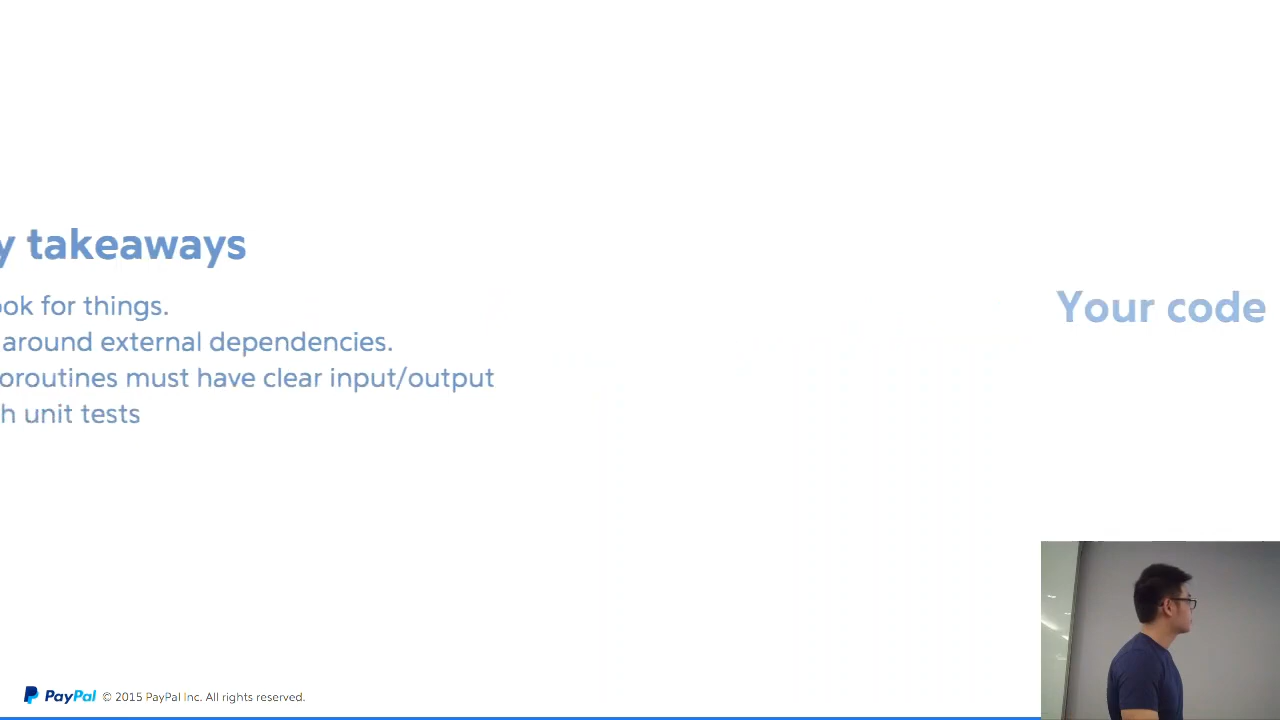 y takeaways
ook for things.
around external dependencies.
oroutines must have clear input/output
h unit tests
Your code
PayPal © 2015 PayPal Inc. All rights reserved.